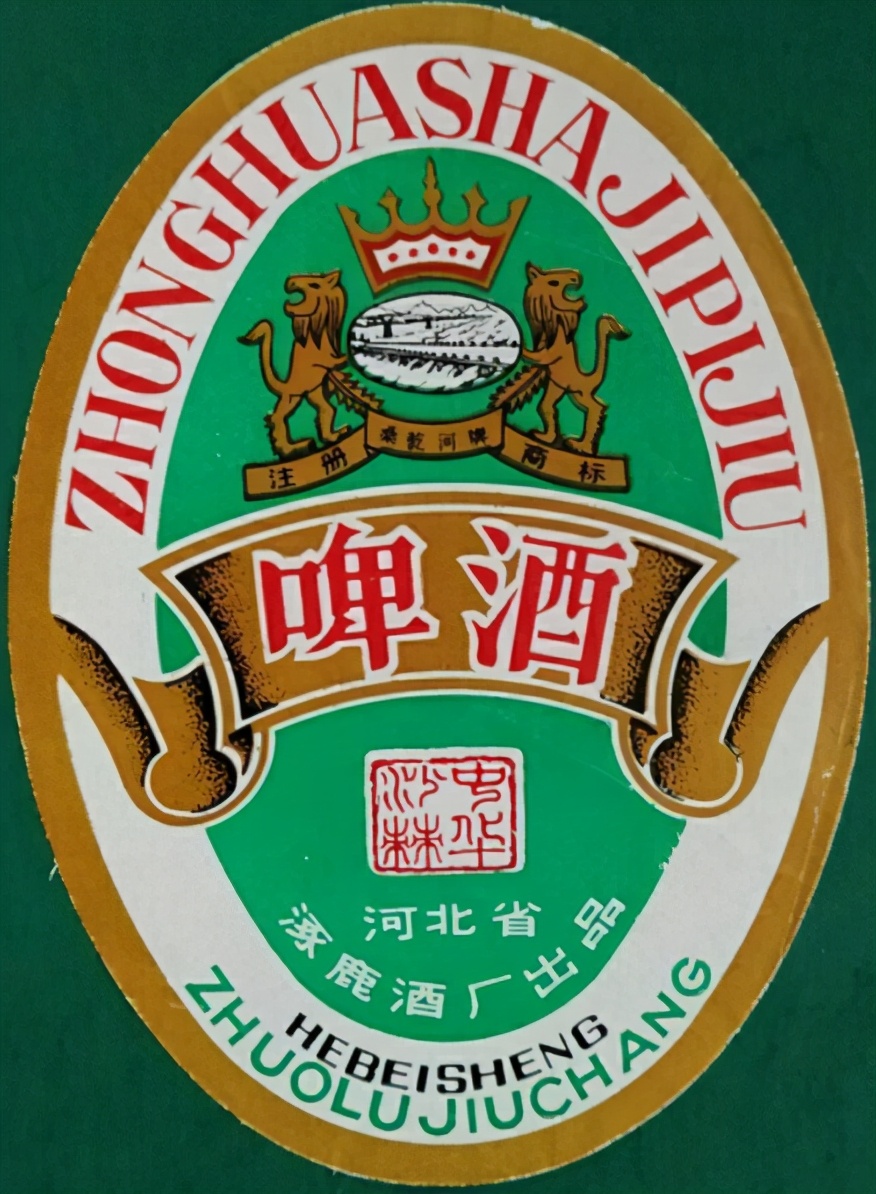 ZHONGHUASHAJIPIJIU
桑乾河牌
注册 商标
啤酒
中华
沙棘
河北省
涿鹿酒厂出品
HEBEISHENG
ZHUOLUJIUCHANG